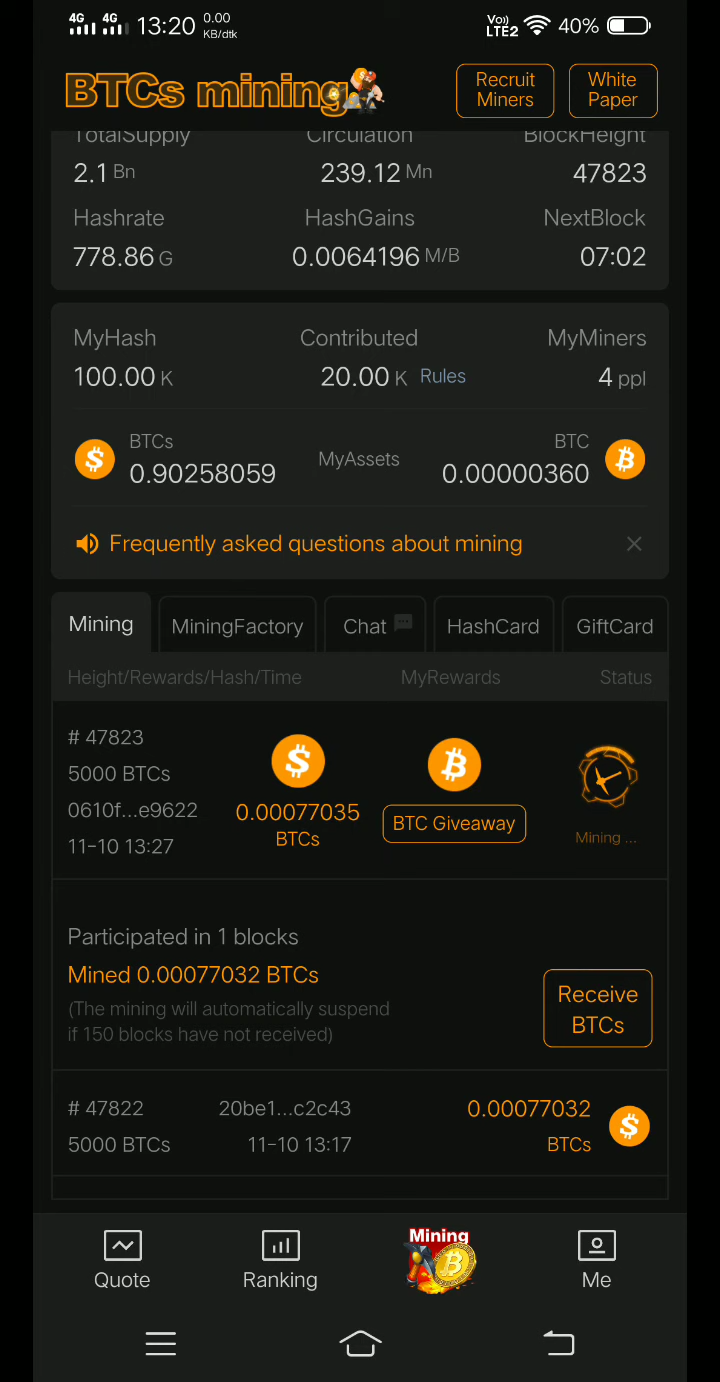 4G 4G 13:20 0.00 KB/dtk Vo)) LTE2 40%
BTCs mining
Recruit Miners
White Paper
TotalSupply Circulation BlockHeight
2.1 Bn 239.12 Mn 47823
Hashrate HashGains NextBlock
778.86 G 0.0064196 M/B 07:02
MyHash Contributed MyMiners
100.00 K 20.00 K Rules 4 ppl
BTCs MyAssets BTC
0.90258059 0.00000360
Frequently asked questions about mining
Mining MiningFactory Chat HashCard GiftCard
Height/Rewards/Hash/Time MyRewards Status
# 47823
5000 BTCs
0610f...e9622
11-10 13:27
0.00077035
BTCs
BTC Giveaway
Mining ...
Participated in 1 blocks
Mined 0.00077032 BTCs
(The mining will automatically suspend
if 150 blocks have not received)
Receive
BTCs
# 47822 20be1...c2c43 0.00077032
5000 BTCs 11-10 13:17 BTCs
Mining
Quote Ranking Me